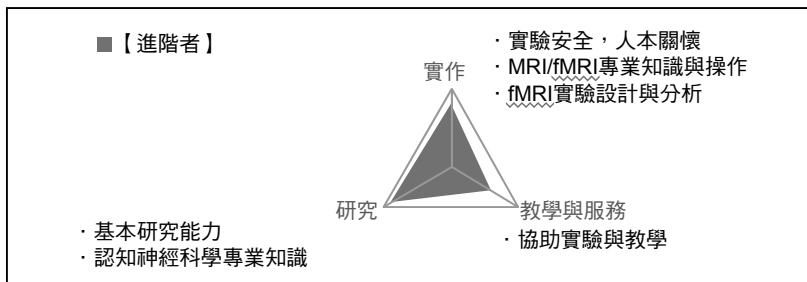 ■【進階者】
· 實驗安全，人本關懷
· MRI/fMRI專業知識與操作
· fMRI實驗設計與分析
實作
研究
教學與服務
· 基本研究能力
· 認知神經科學專業知識
· 協助實驗與教學